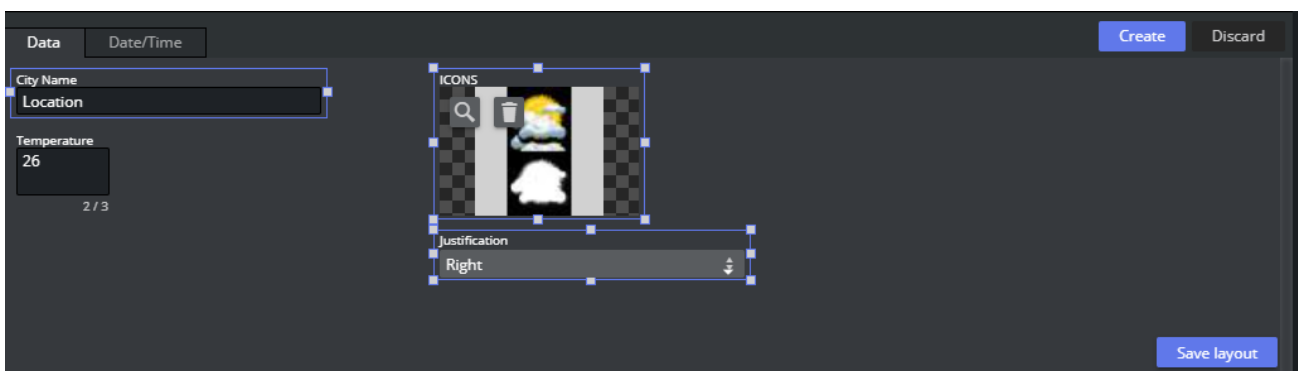 Data
Date/Time
Create
Discard
City Name
Location
Temperature
26
2 / 3
ICONS
Justification
Right
Save layout